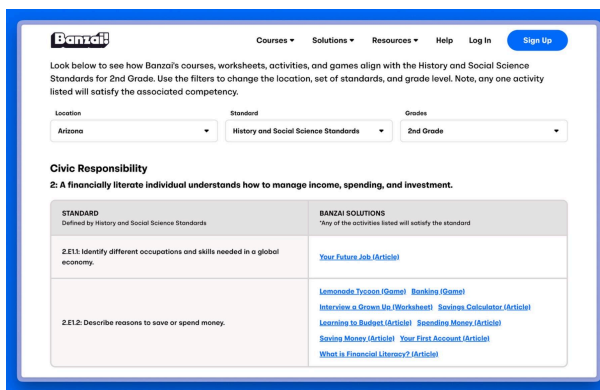 Banzai!
Courses ▾ Solutions ▾ Resources ▾ Help Log In Sign Up
Look below to see how Banzai's courses, worksheets, activities, and games align with the History and Social Science
Standards for 2nd Grade. Use the filters to change the location, set of standards, and grade level. Note, any one activity
listed will satisfy the associated competency.
Location Standard Grades
Arizona ▾ History and Social Science Standards ▾ 2nd Grade ▾
Civic Responsibility
2: A financially literate individual understands how to manage income, spending, and investment.
STANDARD BANZAI SOLUTIONS
Defined by History and Social Science Standards *Any of the activities listed will satisfy the standard
2.E1.1: Identify different occupations and skills needed in a global
economy.
Your Future Job (Article)
2.E1.2: Describe reasons to save or spend money.
Lemonade Tycoon (Game) Banking (Game)
Interview a Grown Up (Worksheet) Savings Calculator (Article)
Learning to Budget (Article) Spending Money (Article)
Saving Money (Article) Your First Account (Article)
What is Financial Literacy? (Article)